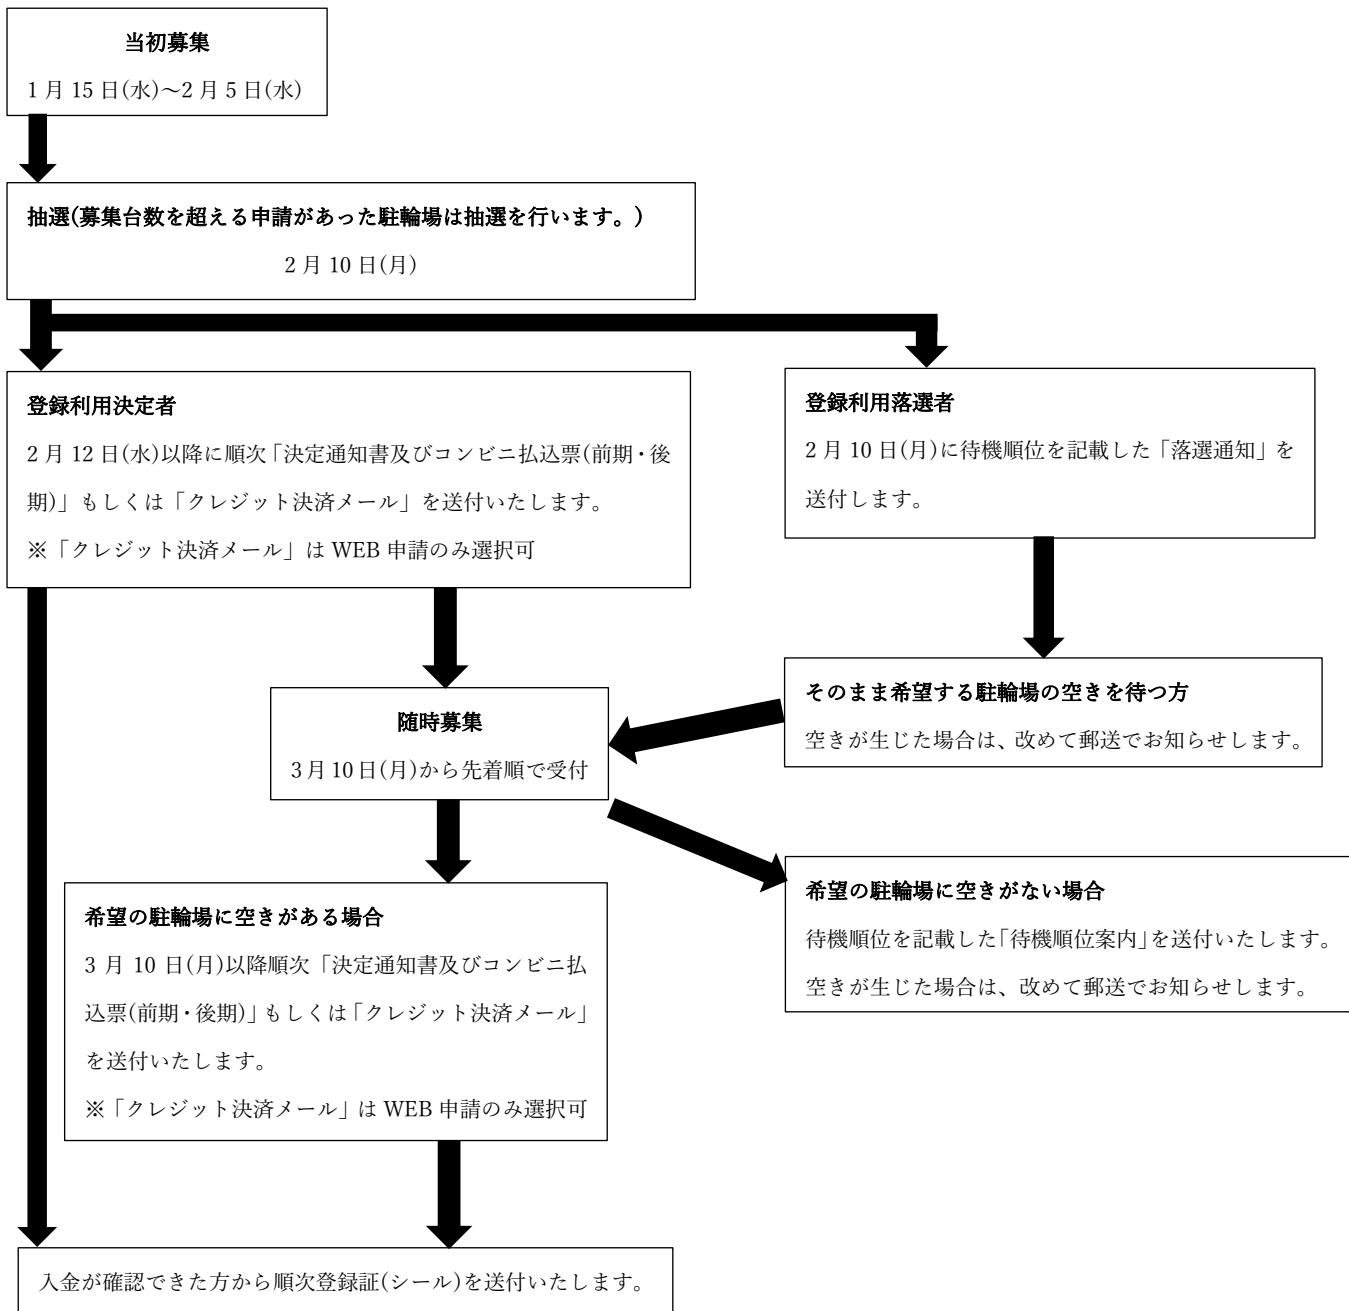 当初募集
1月15日(水)～2月5日(水)
抽選(募集台数を超える申請があった駐輪場は抽選を行います。)
2月10日(月)
登録利用決定者
2月12日(水)以降に順次「決定通知書及びコンビニ払込票(前期・後
期)」もしくは「クレジット決済メール」を送付いたします。
※「クレジット決済メール」はWEB申請のみ選択可
登録利用落選者
2月10日(月)に待機順位を記載した「落選通知」を
送付します。
そのまま希望する駐輪場の空きを待つ方
空きが生じた場合は、改めて郵送でお知らせします。
随時募集
3月10日(月)から先着順で受付
希望の駐輪場に空きがない場合
待機順位を記載した「待機順位案内」を送付いたします。
空きが生じた場合は、改めて郵送でお知らせします。
希望の駐輪場に空きがある場合
3月10日(月)以降順次「決定通知書及びコンビニ払
込票(前期・後期)」もしくは「クレジット決済メール」
を送付いたします。
※「クレジット決済メール」はWEB申請のみ選択可
入金が確認できた方から順次登録証(シール)を送付いたします。